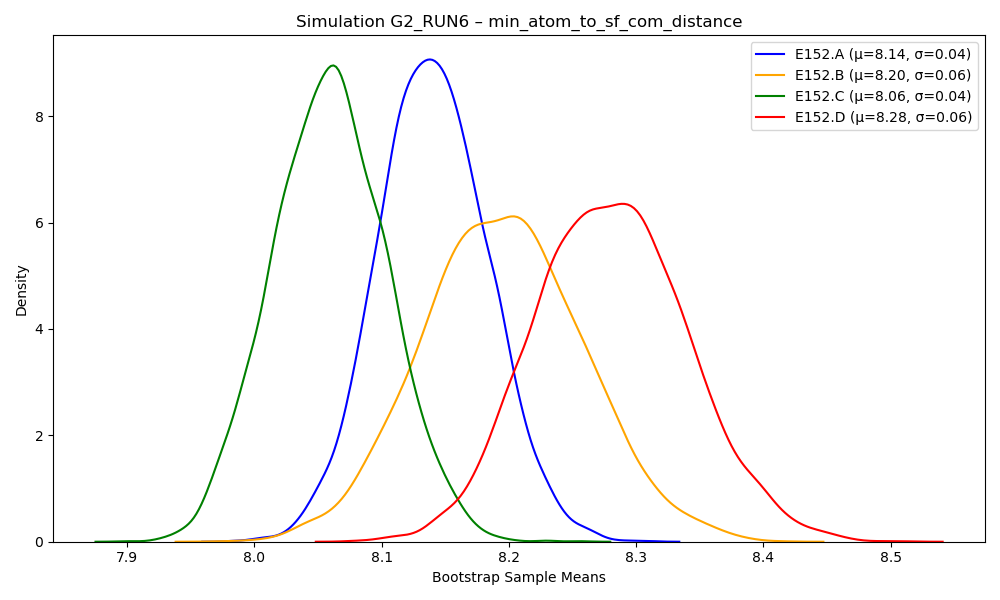 Simulation G2_RUN6 – min_atom_to_sf_com_distance
E152.A (μ=8.14, σ=0.04)
E152.B (μ=8.20, σ=0.06)
E152.C (μ=8.06, σ=0.04)
E152.D (μ=8.28, σ=0.06)
Density
8
6
4
2
0
7.9 8.0 8.1 8.2 8.3 8.4 8.5
Bootstrap Sample Means